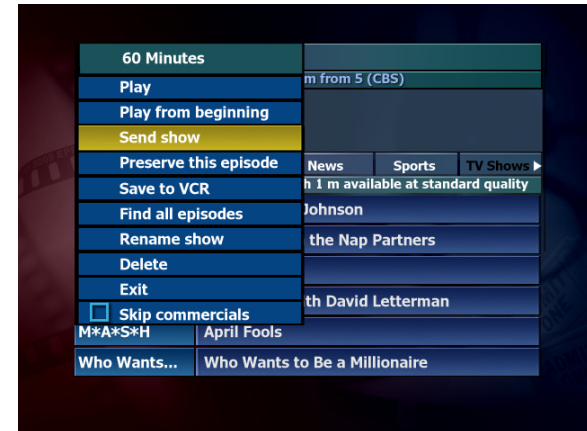 60 Minutes
m from 5 (CBS)
Play
Play from beginning
Send show
Preserve this episode
News
Sports
TV Shows
Save to VCR
h 1 m available at standard quality
Find all episodes
Johnson
Rename show
the Nap Partners
Delete
Exit
th David Letterman
Skip commercials
M*A*S*H
April Fools
Who Wants...
Who Wants to Be a Millionaire